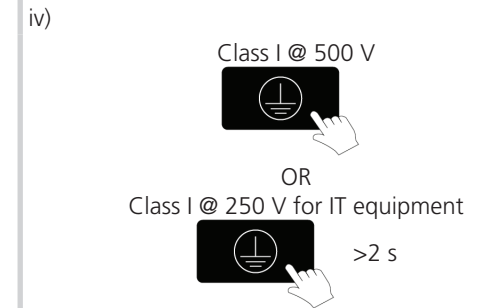 iv)
Class I @ 500 V
OR
Class I @ 250 V for IT equipment
>2 s